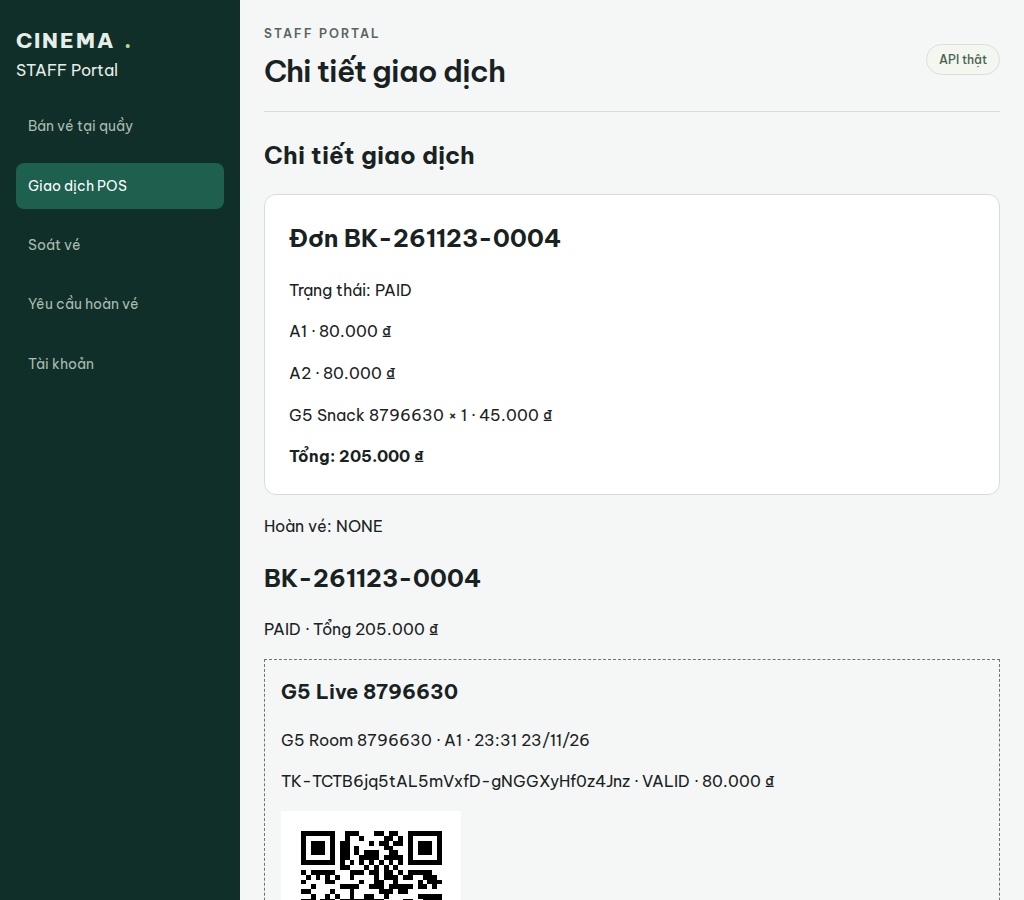 CINEMA .
STAFF Portal
Bán vé tại quầy
Giao dịch POS
Soát vé
Yêu cầu hoàn vé
Tài khoản
STAFF PORTAL
Chi tiết giao dịch
API thật
Chi tiết giao dịch
Đơn BK-261123-0004
Trạng thái: PAID
A1 · 80.000 ₫
A2 · 80.000 ₫
G5 Snack 8796630 × 1 · 45.000 ₫
Tổng: 205.000 ₫
Hoàn vé: NONE
BK-261123-0004
PAID · Tổng 205.000 ₫
G5 Live 8796630
G5 Room 8796630 · A1 · 23:31 23/11/26
TK-TCTB6jq5tAL5mVxfD-gNGGXyHf0z4Jnz · VALID · 80.000 ₫